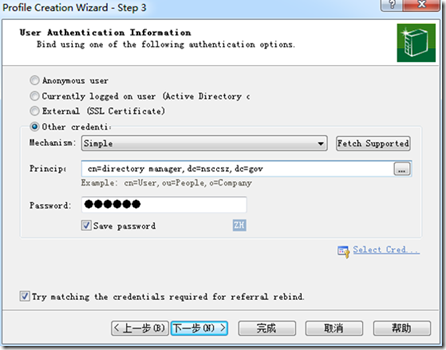 Profile Creation Wizard - Step 3
User Authentication Information
Bind using one of the following authentication options.
Anonymous user
Currently logged on user (Active Directory c
External (SSL Certificate)
Other credenti:
Mechanism: Simple Fetch Supported
Princip: cn=directory manager,dc=nsccsz,dc=gov ...
Example: cn=User, ou=People, o=Company
Password: ●●●●●●
Save password ZH
Select Cred...
Try matching the credentials required for referral rebind.
<上一步(B) 下一步(N) > 完成 取消 帮助